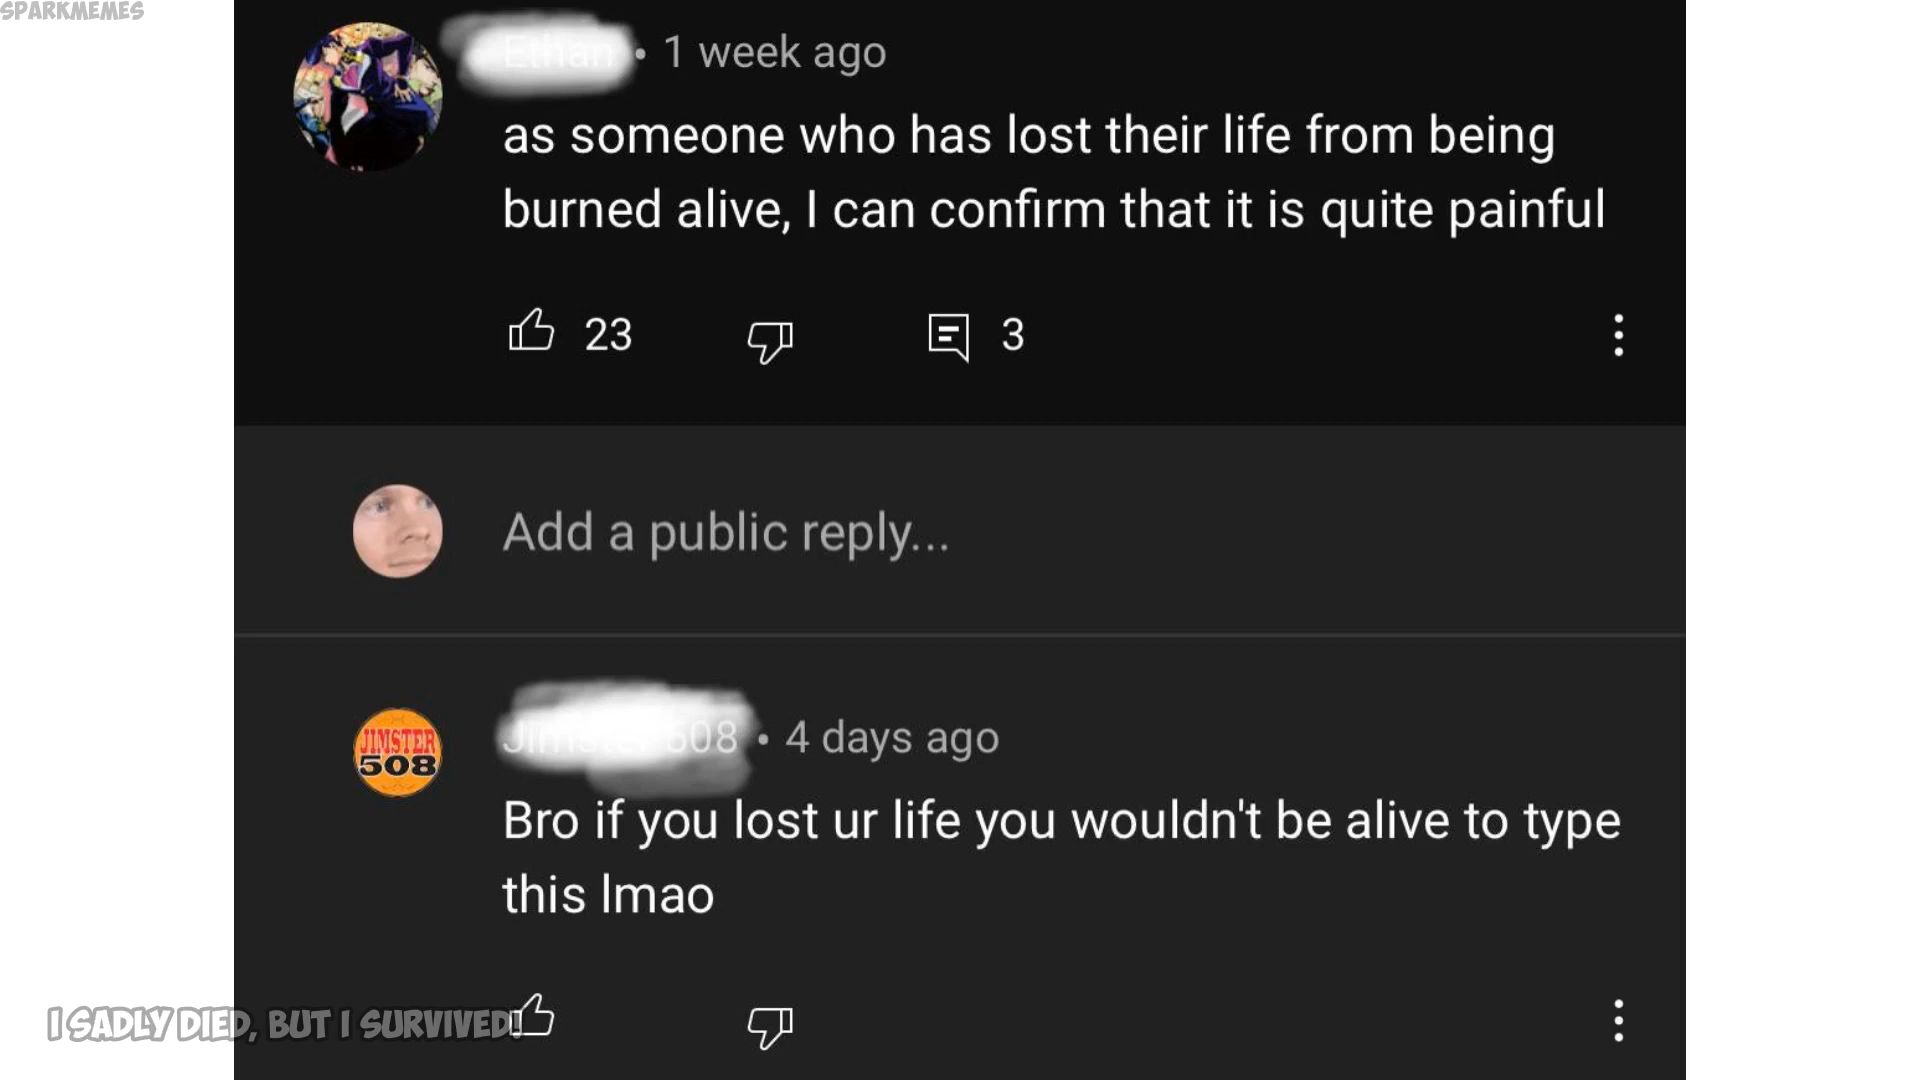 SPARKMEMES
Ethan • 1 week ago
as someone who has lost their life from being
burned alive, I can confirm that it is quite painful
23 3
Add a public reply...
JIMSTER
508
508 • 4 days ago
Bro if you lost ur life you wouldn't be alive to type
this lmao
I SADLY DIED, BUT I SURVIVED!